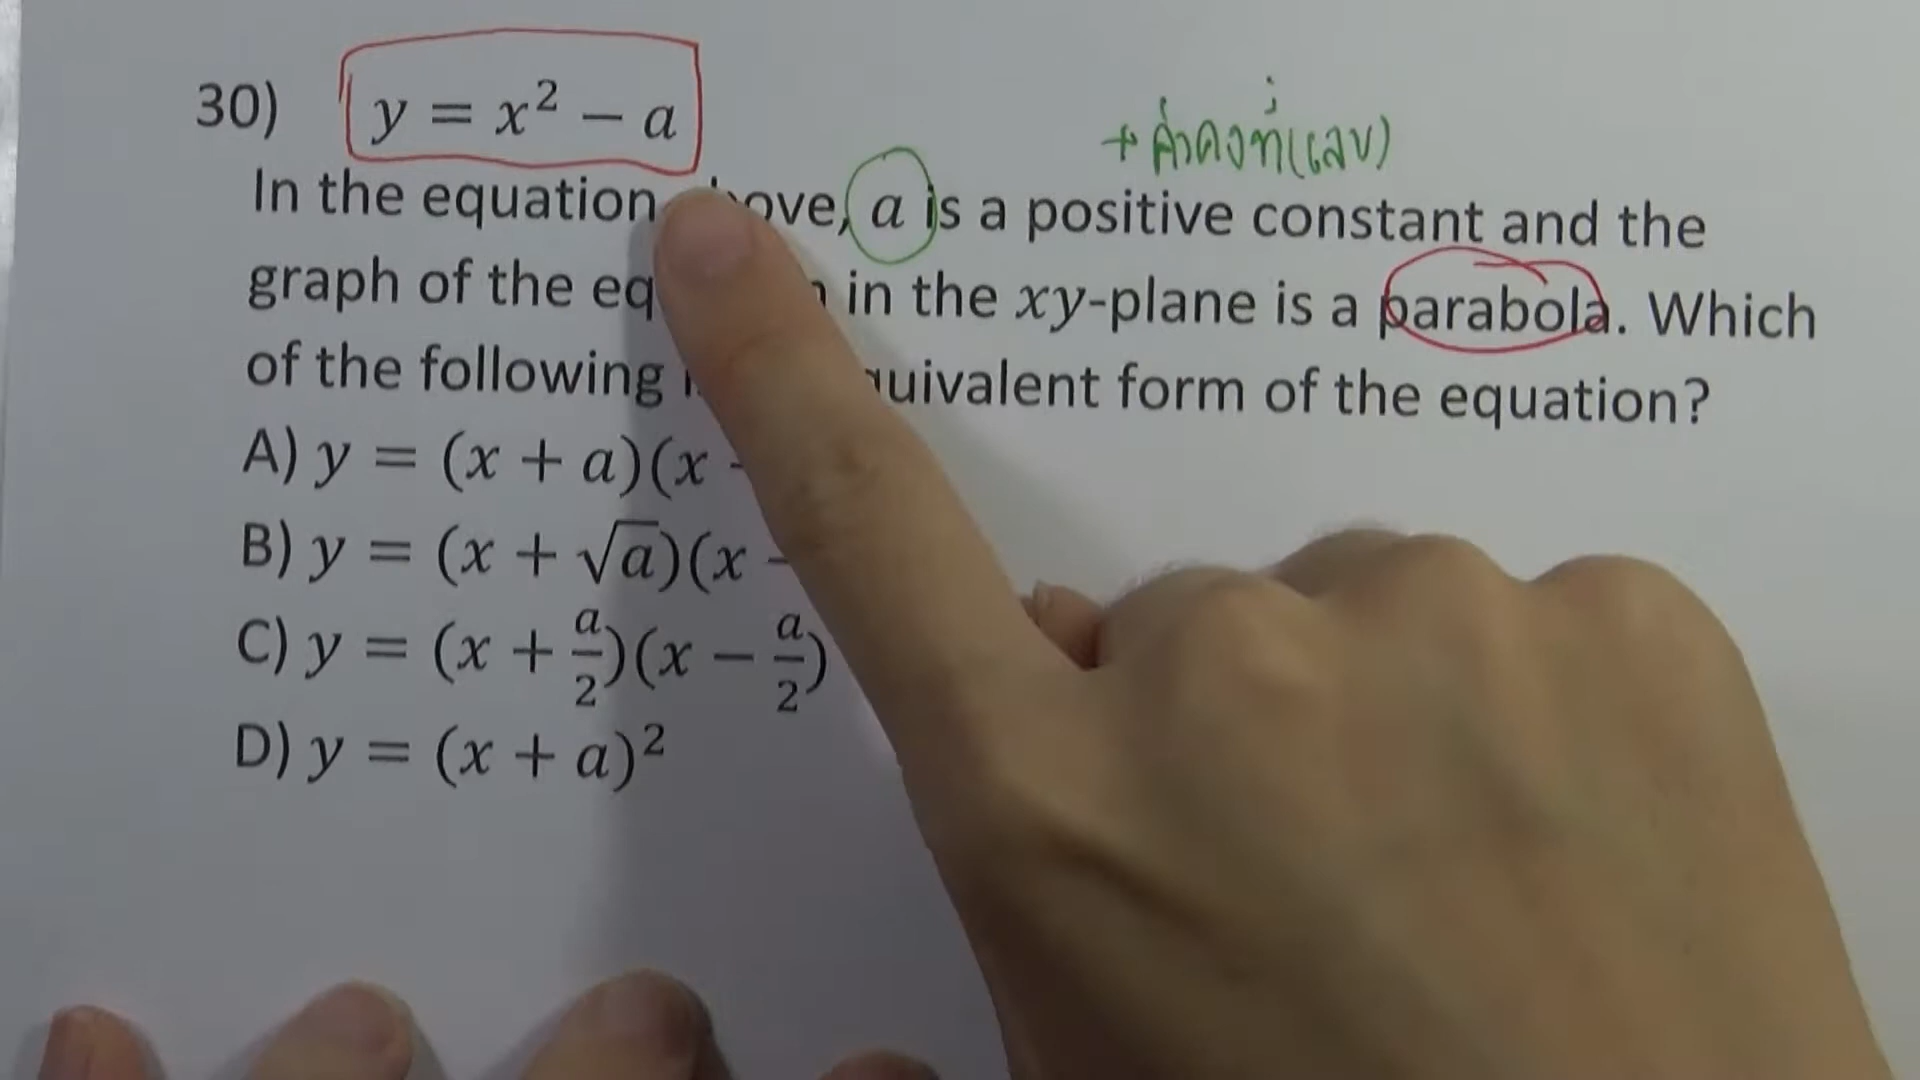 30) y = x² − a
+ ค่าคงที่(เลข)
In the equation above, a is a positive constant and the
graph of the eq in the xy-plane is a parabola. Which
of the following equivalent form of the equation?
A) y = (x + a)(x
B) y = (x + √a)(x −
C) y = (x + a/2)(x − a/2)
D) y = (x + a)²